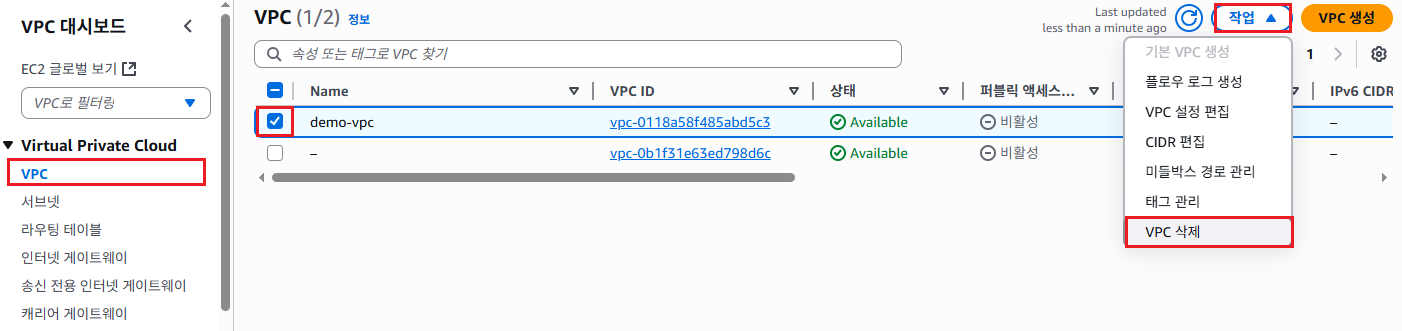 VPC 대시보드
EC2 글로벌 보기
VPC로 필터링
Virtual Private Cloud
VPC
서브넷
라우팅 테이블
인터넷 게이트웨이
송신 전용 인터넷 게이트웨이
캐리어 게이트웨이
VPC (1/2) 정보
Last updated
less than a minute ago
작업
VPC 생성
속성 또는 태그로 VPC 찾기
1
Name VPC ID 상태 퍼블릭 액세스... IPv6 CIDR
demo-vpc vpc-0118a58f485abd5c3 Available 비활성 –
– vpc-0b1f31e63ed798d6c Available 비활성 –
기본 VPC 생성
플로우 로그 생성
VPC 설정 편집
CIDR 편집
미들박스 경로 관리
태그 관리
VPC 삭제